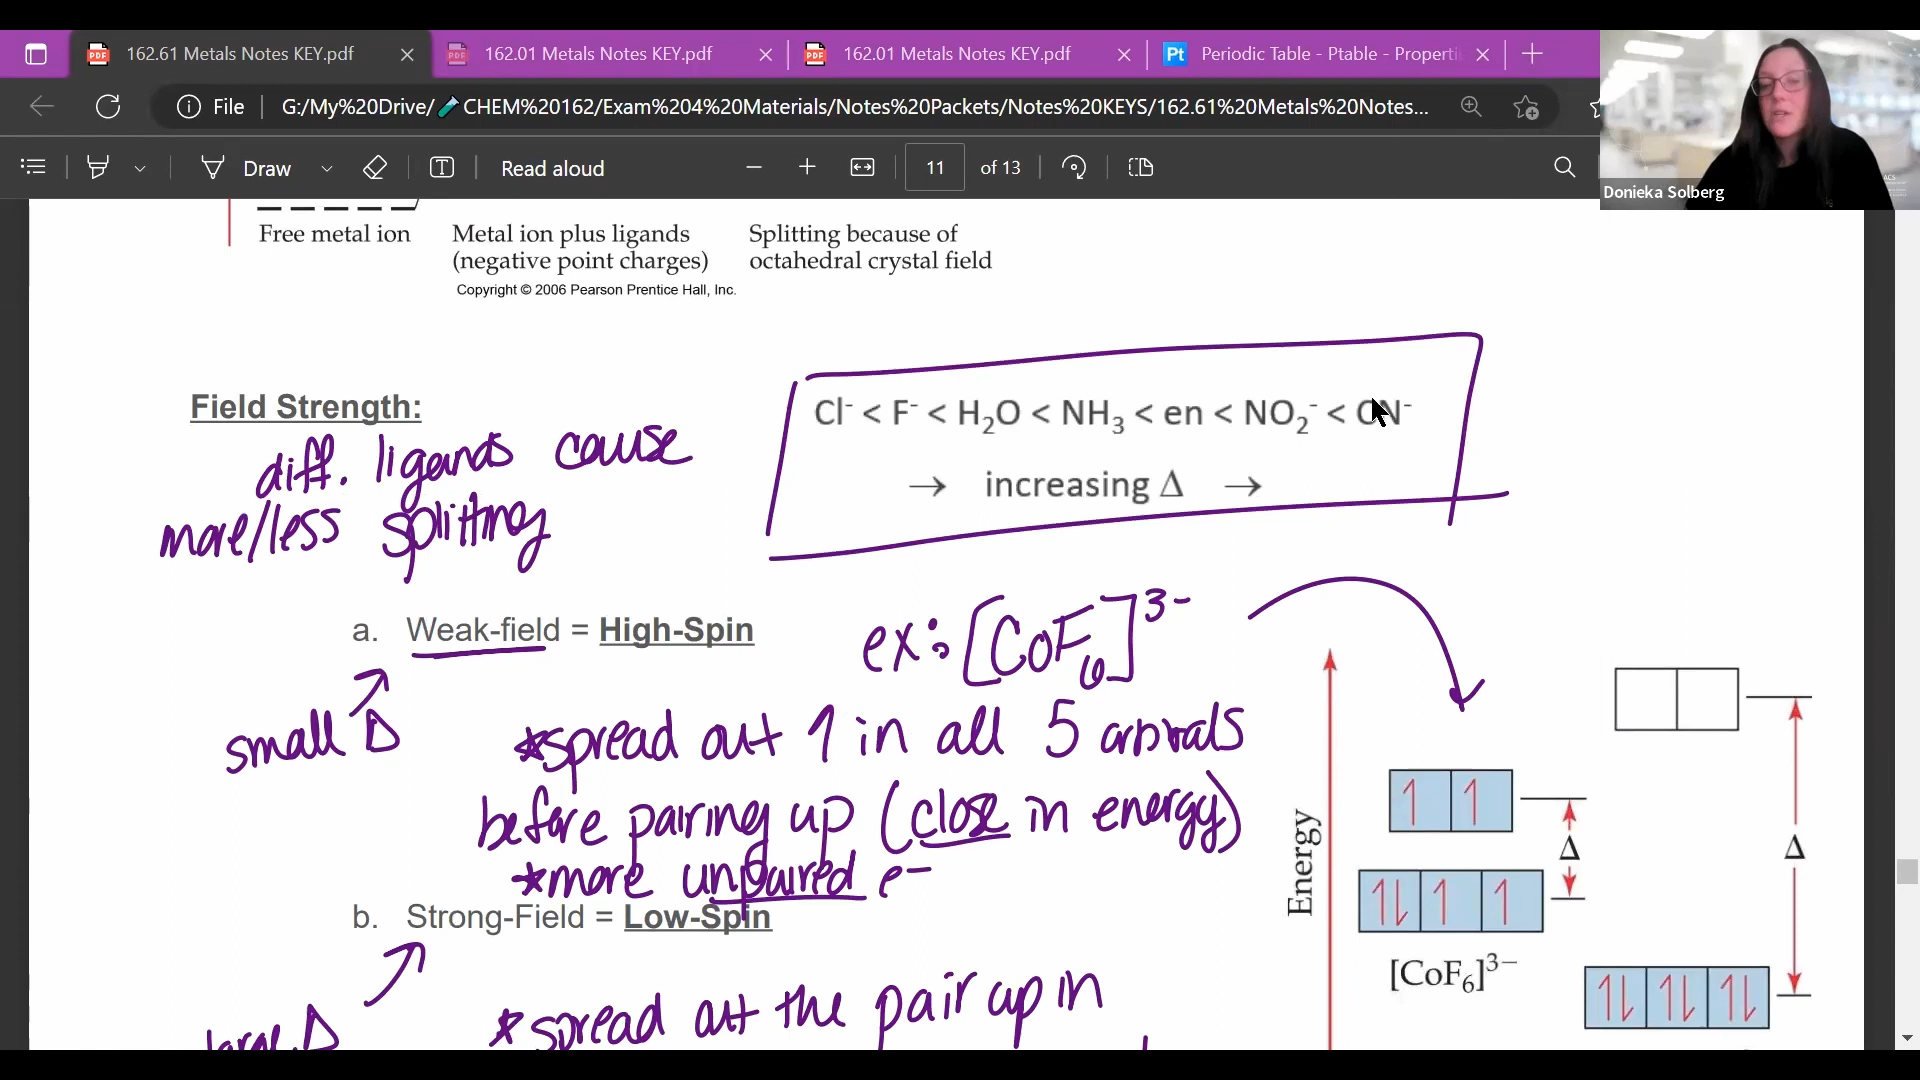 162.61 Metals Notes KEY.pdf
162.01 Metals Notes KEY.pdf
162.01 Metals Notes KEY.pdf
Pt Periodic Table - Ptable - Properti
File
G:/My%20Drive/🧪CHEM%20162/Exam%204%20Materials/Notes%20Packets/Notes%20KEYS/162.61%20Metals%20Notes...
Draw
Read aloud
11 of 13
Donieka Solberg
Free metal ion
Metal ion plus ligands
(negative point charges)
Splitting because of
octahedral crystal field
Copyright © 2006 Pearson Prentice Hall, Inc.
Field Strength:
diff. ligands cause
more/less splitting
Cl⁻ < F⁻ < H₂O < NH₃ < en < NO₂⁻ < CN⁻
→ increasing Δ →
a. Weak-field = High-Spin
ex: [CoF₆]³⁻
small Δ
*spread out 1 in all 5 orbitals
before pairing up (close in energy)
*more unpaired e⁻
b. Strong-Field = Low-Spin
large Δ
*spread out the pair up in
Energy
Δ
Δ
[CoF₆]³⁻